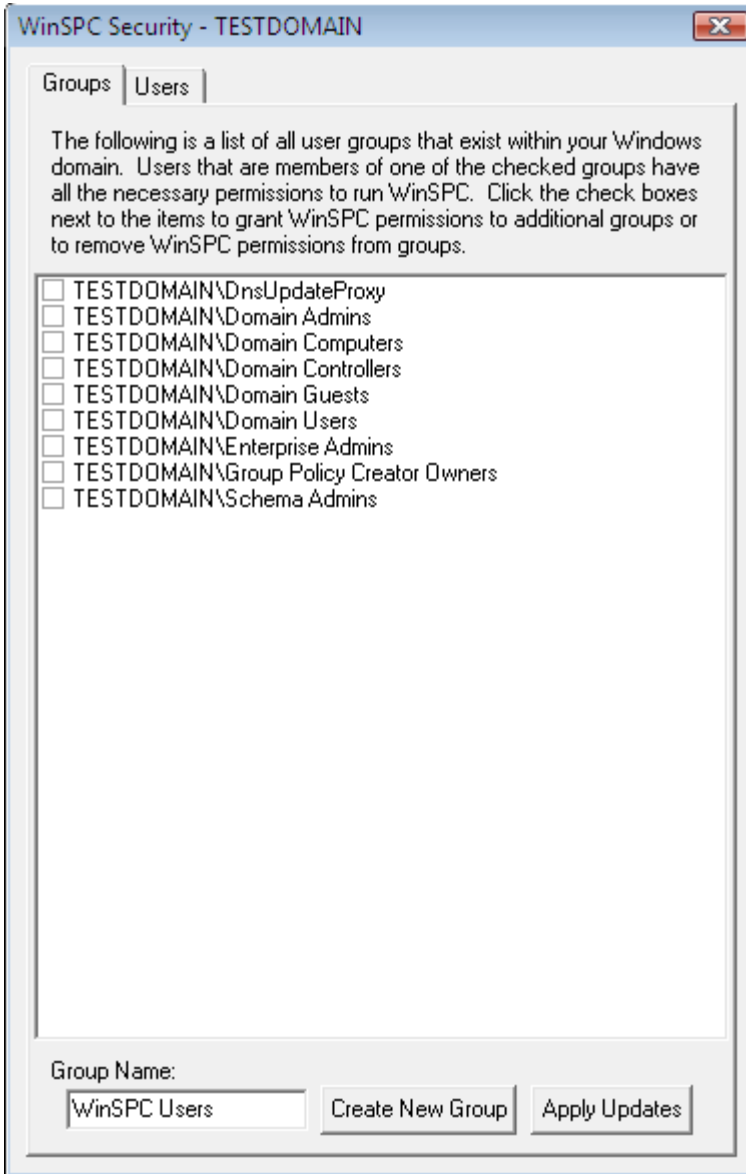 WinSPC Security - TESTDOMAIN
Groups
Users
The following is a list of all user groups that exist within your Windows
domain. Users that are members of one of the checked groups have
all the necessary permissions to run WinSPC. Click the check boxes
next to the items to grant WinSPC permissions to additional groups or
to remove WinSPC permissions from groups.
TESTDOMAIN\DnsUpdateProxy
TESTDOMAIN\Domain Admins
TESTDOMAIN\Domain Computers
TESTDOMAIN\Domain Controllers
TESTDOMAIN\Domain Guests
TESTDOMAIN\Domain Users
TESTDOMAIN\Enterprise Admins
TESTDOMAIN\Group Policy Creator Owners
TESTDOMAIN\Schema Admins
Group Name:
WinSPC Users
Create New Group
Apply Updates